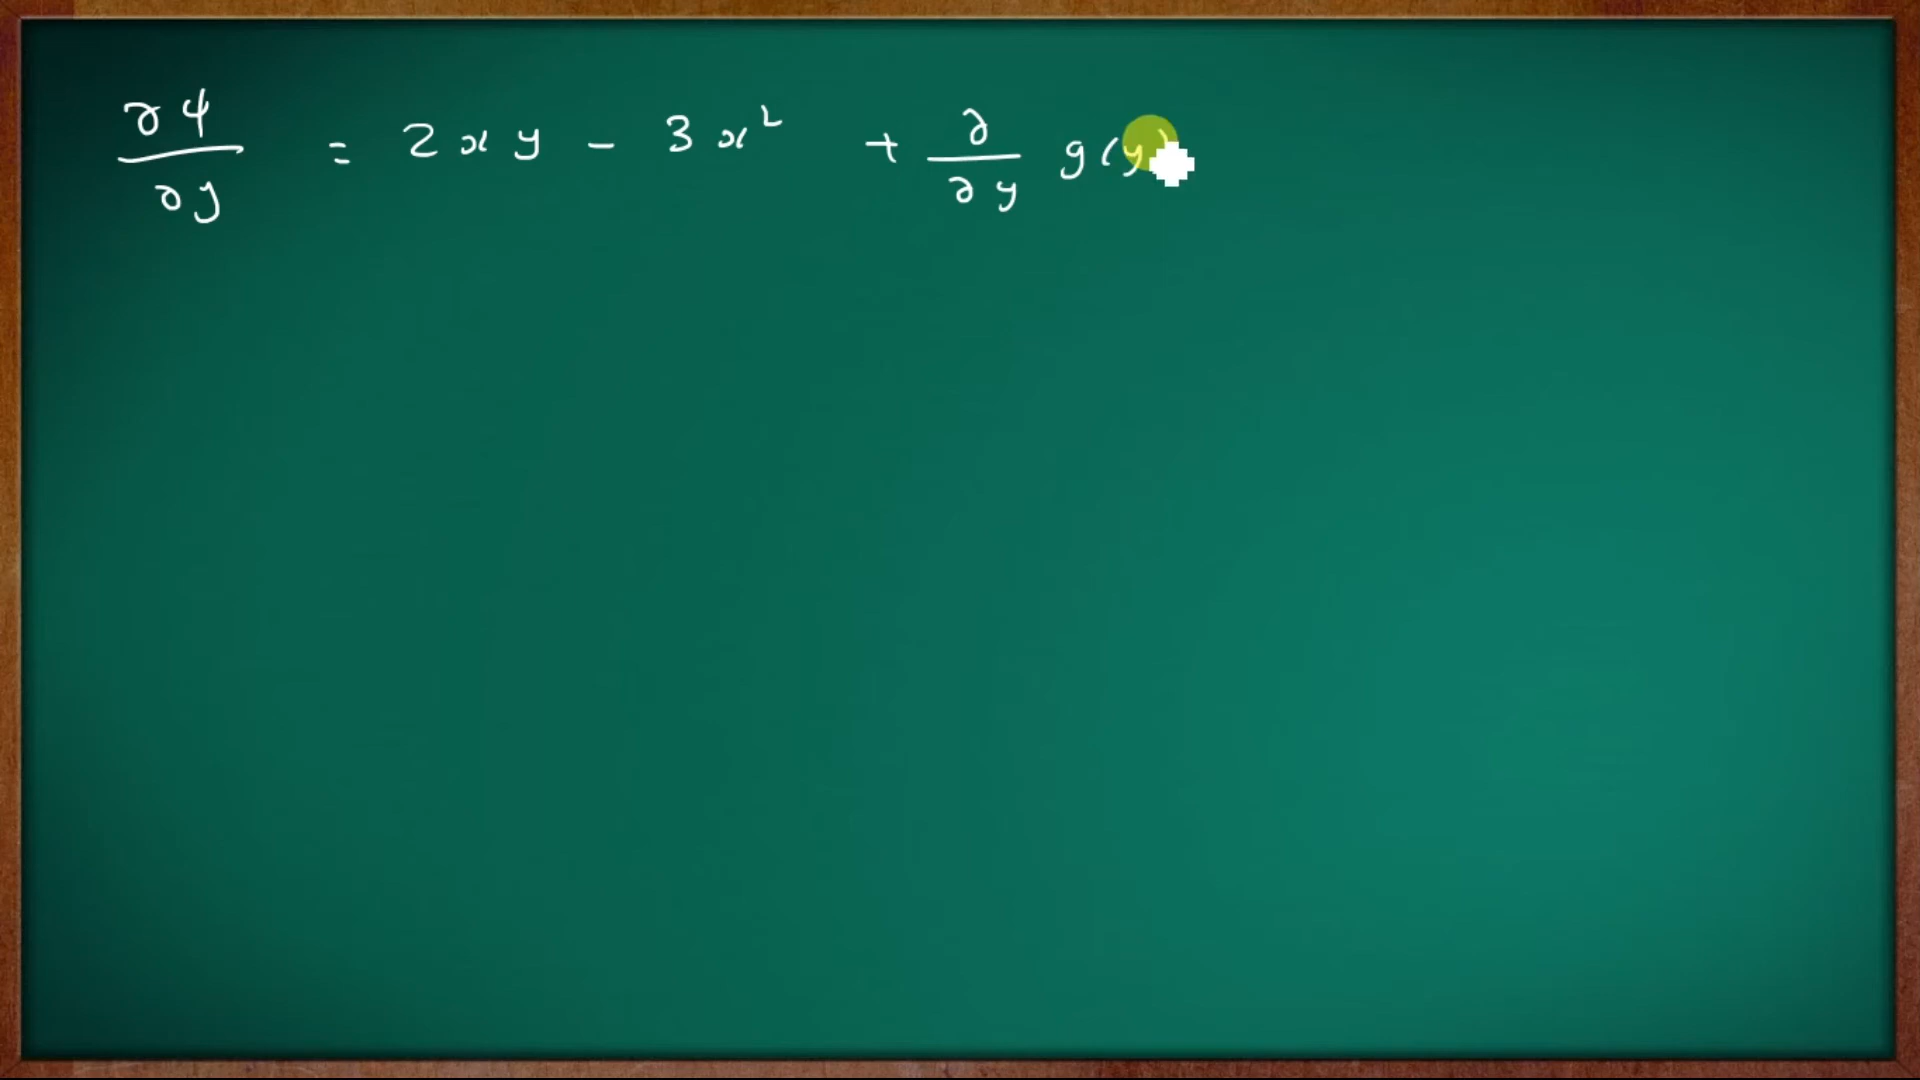 ∂ψ/∂y = 2xy - 3x² + ∂/∂y g(y)